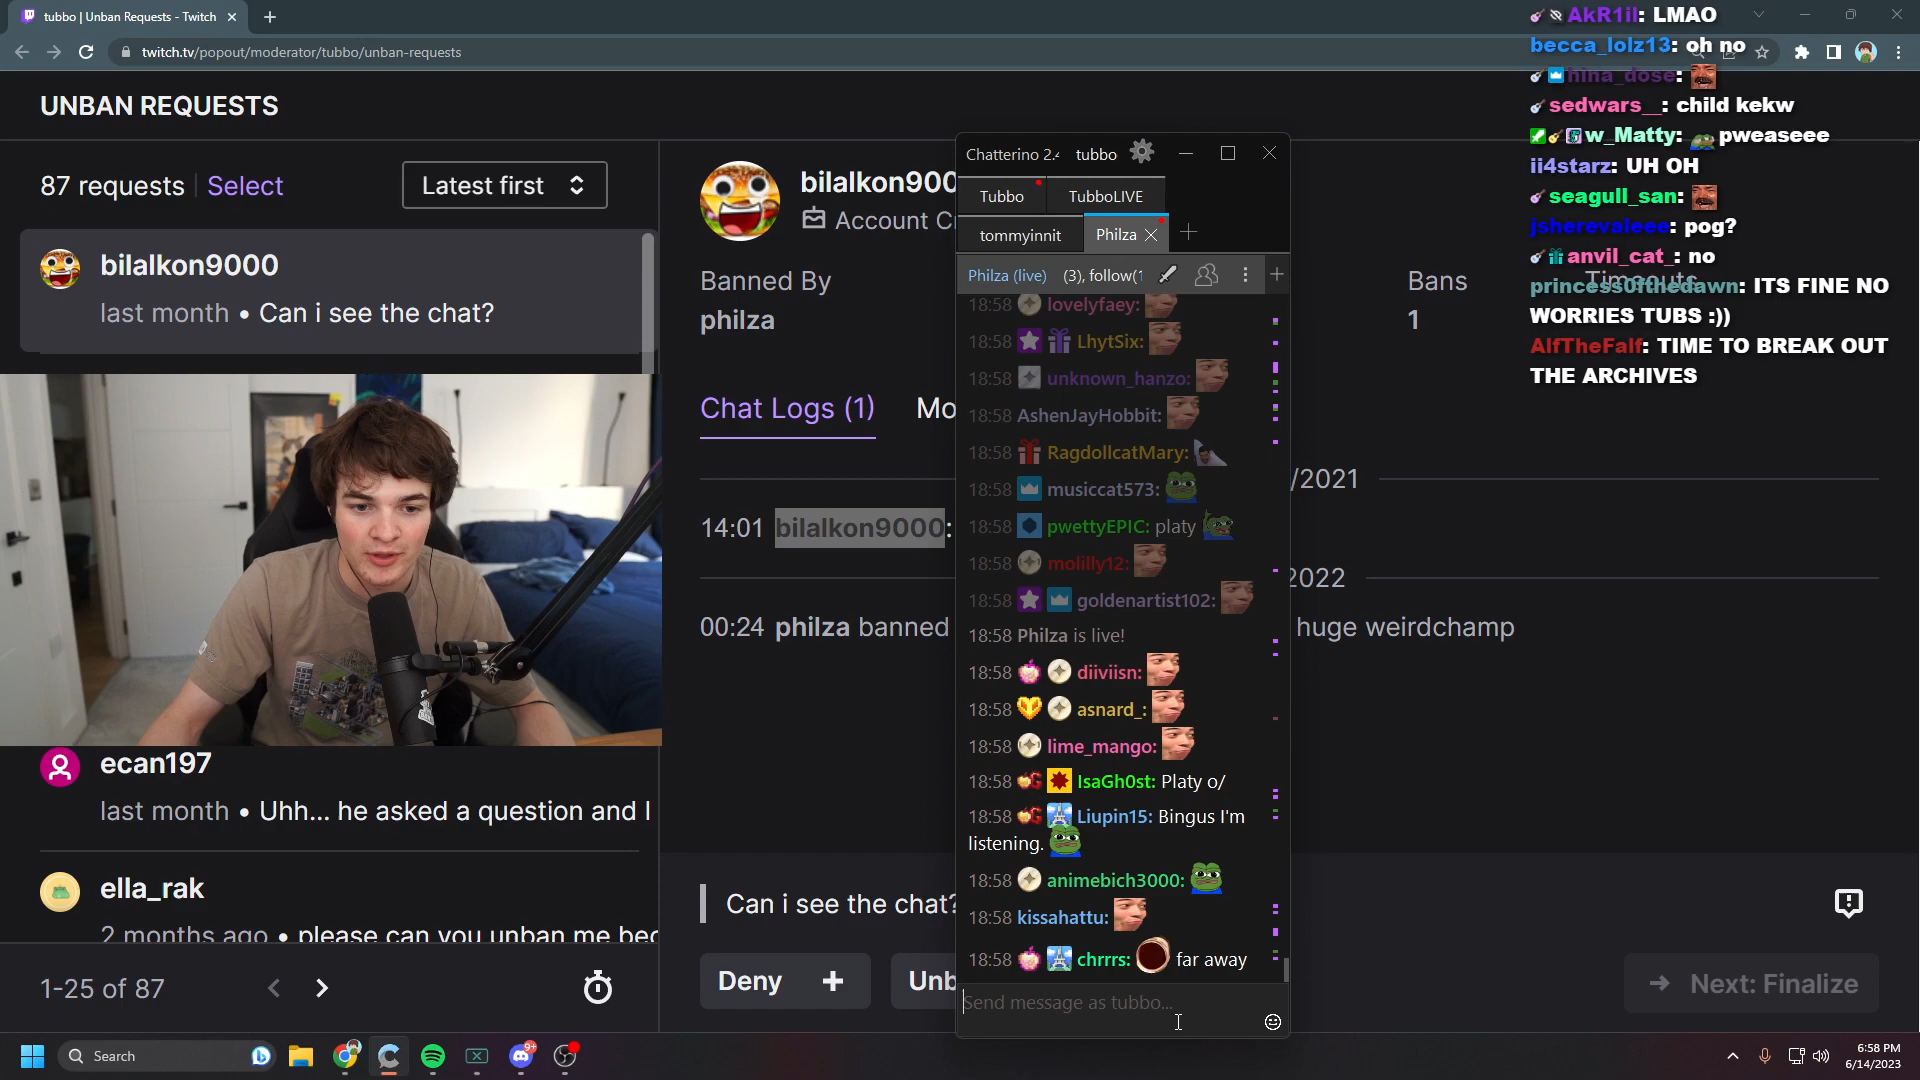 tubbo | Unban Requests - Twitch
twitch.tv/popout/moderator/tubbo/unban-requests
UNBAN REQUESTS
87 requests
Select
Latest first
bilalkon9000
last month • Can i see the chat?
ecan197
last month • Uhh... he asked a question and I
ella_rak
2 months ago • please can you unban me bec
1-25 of 87
bilalkon900
Account C
Banned By
philza
Bans
1
Timeouts
Chat Logs (1)
Mo
/2021
14:01 bilalkon9000:
2022
00:24 philza banned
huge weirdchamp
Can i see the chat?
Deny
Unb
Next: Finalize
Chatterino 2.4
tubbo
Tubbo
TubboLIVE
tommyinnit
Philza
Philza (live)
(3), follow(1
18:58 lovelyfaey:
18:58 LhytSix:
18:58 unknown_hanzo:
18:58 AshenJayHobbit:
18:58 RagdollcatMary:
18:58 musiccat573:
18:58 pwettyEPIC: platy
18:58 molilly12:
18:58 goldenartist102:
18:58 Philza is live!
18:58 diiviisn:
18:58 asnard_:
18:58 lime_mango:
18:58 IsaGh0st: Platy o/
18:58 Liupin15: Bingus I'm
listening.
18:58 animebich3000:
18:58 kissahattu:
18:58 chrrrs: far away
Send message as tubbo...
AkR1il: LMAO
becca_lolz13: oh no
hina_dose:
sedwars__: child kekw
w_Matty: pweaseee
ii4starz: UH OH
seagull_san:
jsherevaleee: pog?
anvil_cat_: no
princess0fthedawn: ITS FINE NO
WORRIES TUBS :))
AlfTheFalf: TIME TO BREAK OUT
THE ARCHIVES
Search
9+
6:58 PM
6/14/2023